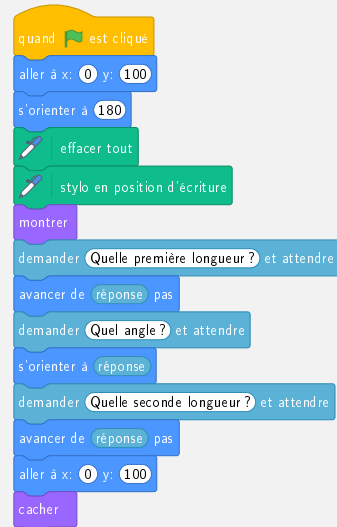 quand est cliqué
aller à x: 0 y: 100
s'orienter à 180
effacer tout
stylo en position d'écriture
montrer
demander Quelle première longueur ? et attendre
avancer de réponse pas
demander Quel angle ? et attendre
s'orienter à réponse
demander Quelle seconde longueur ? et attendre
avancer de réponse pas
aller à x: 0 y: 100
cacher